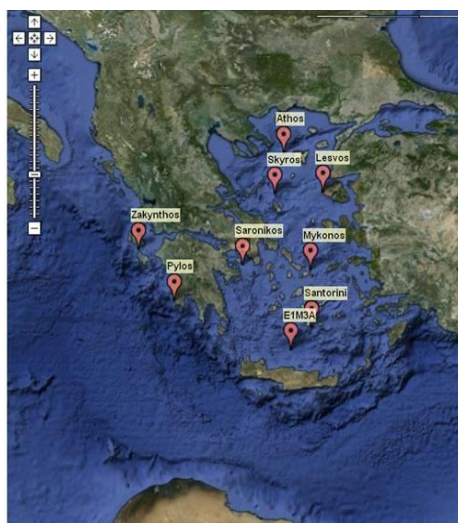 Athos
Skyros
Lesvos
Zakynthos
Saronikos
Mykonos
Pylos
Santorini
E1M3A